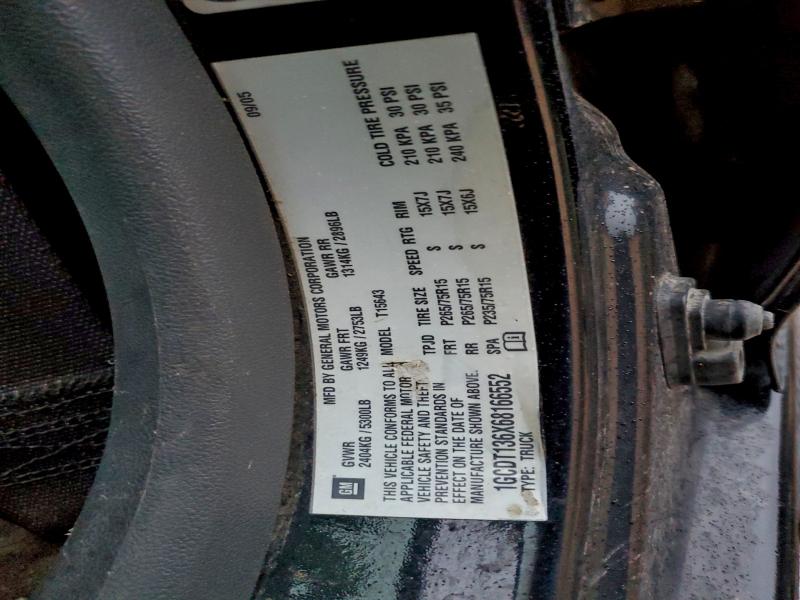 MFD BY GENERAL MOTORS CORPORATION 09/05
GM GVWR GAWR FRT GAWR RR
2404KG/5300LB 1249KG/2753LB 1314KG/2896LB
THIS VEHICLE CONFORMS TO ALL
APPLICABLE FEDERAL MOTOR
VEHICLE SAFETY AND THEFT
PREVENTION STANDARDS IN
EFFECT ON THE DATE OF
MANUFACTURE SHOWN ABOVE.
MODEL T15643 COLD TIRE PRESSURE
TPJD TIRE SIZE SPEED RTG RIM
FRT P265/75R15 S 15X7J 210 KPA 30 PSI
RR P265/75R15 S 15X7J 210 KPA 30 PSI
SPA P235/75R15 S 15X6J 240 KPA 35 PSI
1GCDT136X68166552
TYPE: TRUCK